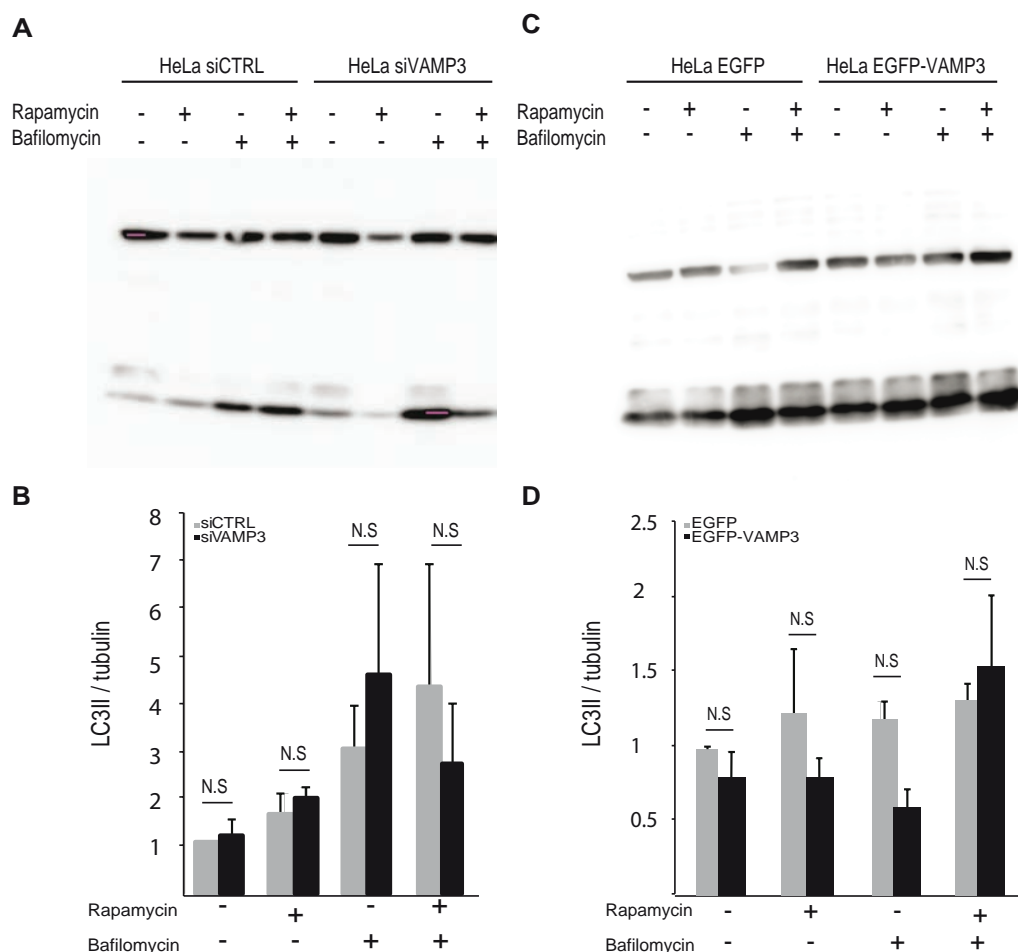 A
HeLa siCTRL HeLa siVAMP3
Rapamycin - + - + - + - +
Bafilomycin - - + + - - + +
B
LC3II / tubulin
8
7
6
5
4
3
2
1
siCTRL
siVAMP3
N.S N.S N.S N.S
Rapamycin - + - +
Bafilomycin - - + +
C
HeLa EGFP HeLa EGFP-VAMP3
Rapamycin - + - + - + - +
Bafilomycin - - + + - - + +
D
LC3II / tubulin
2.5
2
1.5
1
0.5
EGFP
EGFP-VAMP3
N.S N.S N.S N.S
Rapamycin - + - +
Bafilomycin - - + +